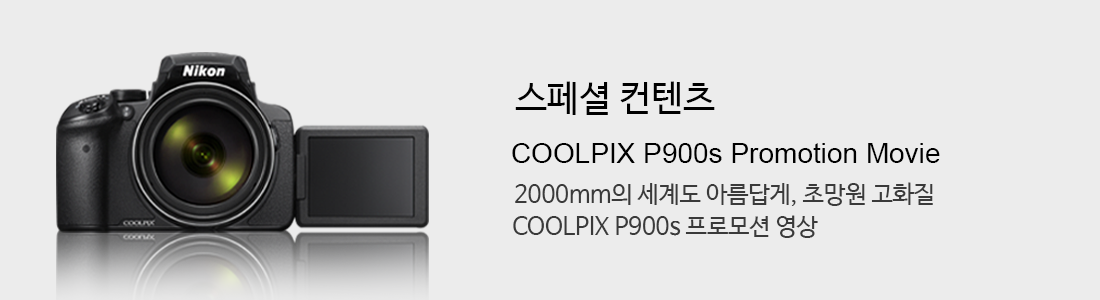 Nikon
COOLPIX
스페셜 컨텐츠
COOLPIX P900s Promotion Movie
2000mm의 세계도 아름답게, 초망원 고화질
COOLPIX P900s 프로모션 영상